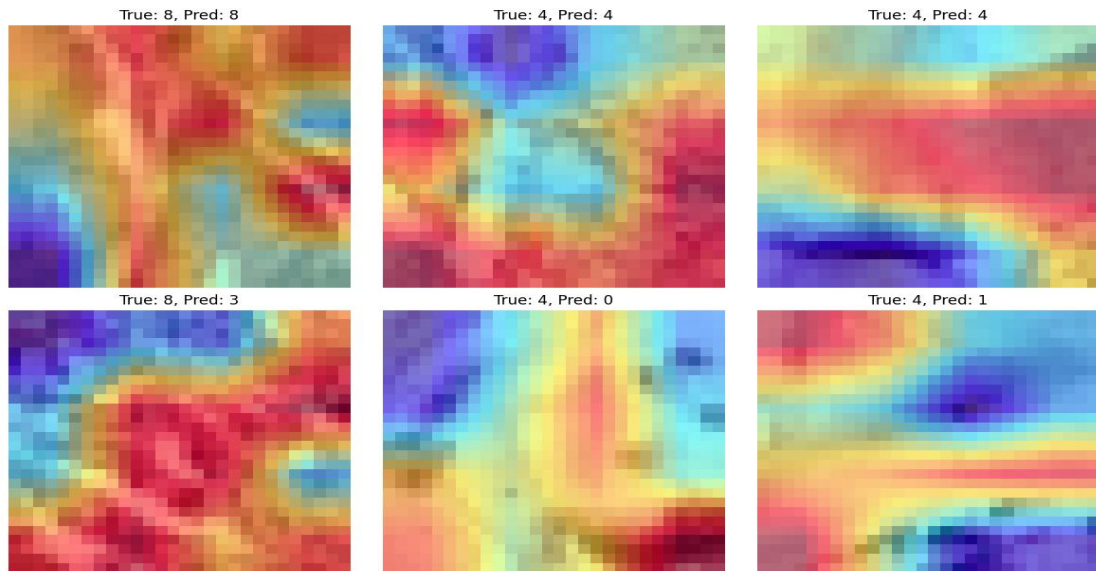 True: 8, Pred: 8
True: 4, Pred: 4
True: 4, Pred: 4
True: 8, Pred: 3
True: 4, Pred: 0
True: 4, Pred: 1